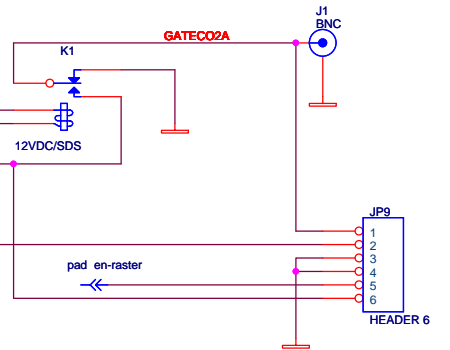 J1
BNC
GATECO2A
K1
12VDC/SDS
JP9
1
2
3
4
5
6
pad en-raster
HEADER 6